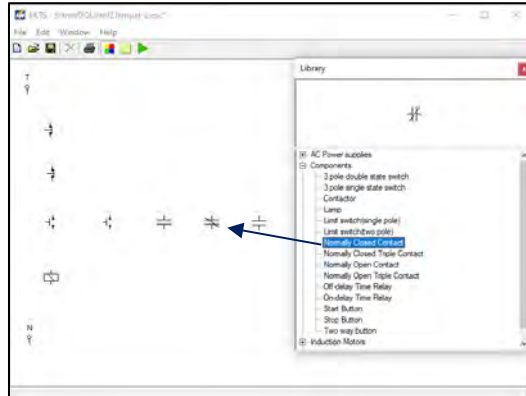 File Edit Window Help
Library
T
AC Power supplies
Components
3 pole double state switch
3 pole single state switch
Contactor
Lamp
Limit switch(single pole)
Limit switch(two pole)
Normally Closed Contact
Normally Closed Triple Contact
Normally Open Contact
Normally Open Triple Contact
Off-delay Time Relay
On-delay Time Relay
Start Button
Stop Button
Two way button
Induction Motors
N